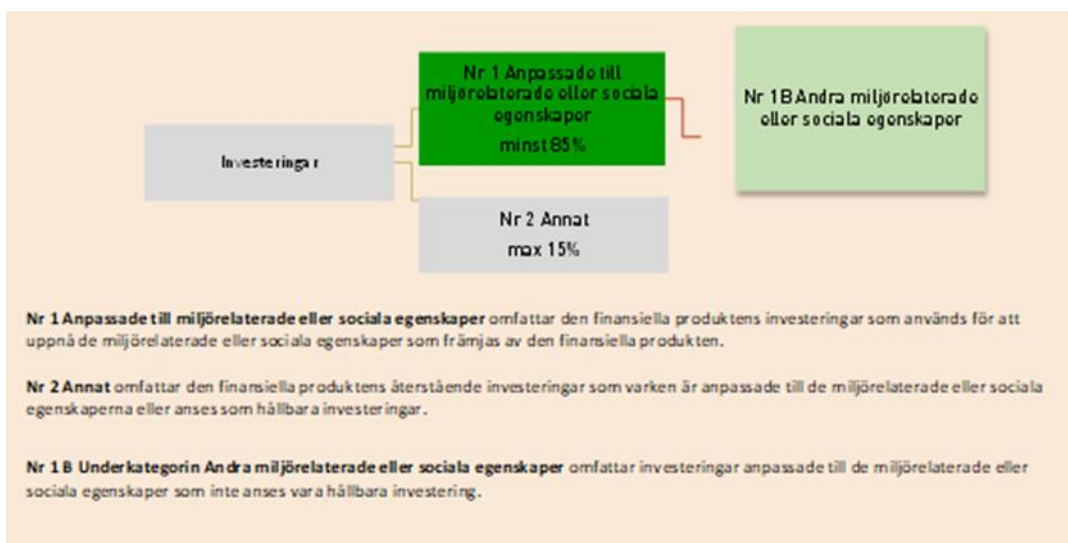 Nr 1 Anpassade till
miljörelaterade eller sociala
egenskaper
minst 85%
Nr 1B Andra miljörelaterade
eller sociala egenskaper
Investeringar
Nr 2 Annat
max 15%
Nr 1 Anpassade till miljörelaterade eller sociala egenskaper omfattar den finansiella produktens investeringar som används för att
uppnå de miljörelaterade eller sociala egenskaper som främjas av den finansiella produkten.
Nr 2 Annat omfattar den finansiella produktens återstående investeringar som varken är anpassade till de miljörelaterade eller sociala
egenskaperna eller anses som hållbara investeringar.
Nr 1 B Underkategorin Andra miljörelaterade eller sociala egenskaper omfattar investeringar anpassade till de miljörelaterade eller
sociala egenskaper som inte anses vara hållbara investering.